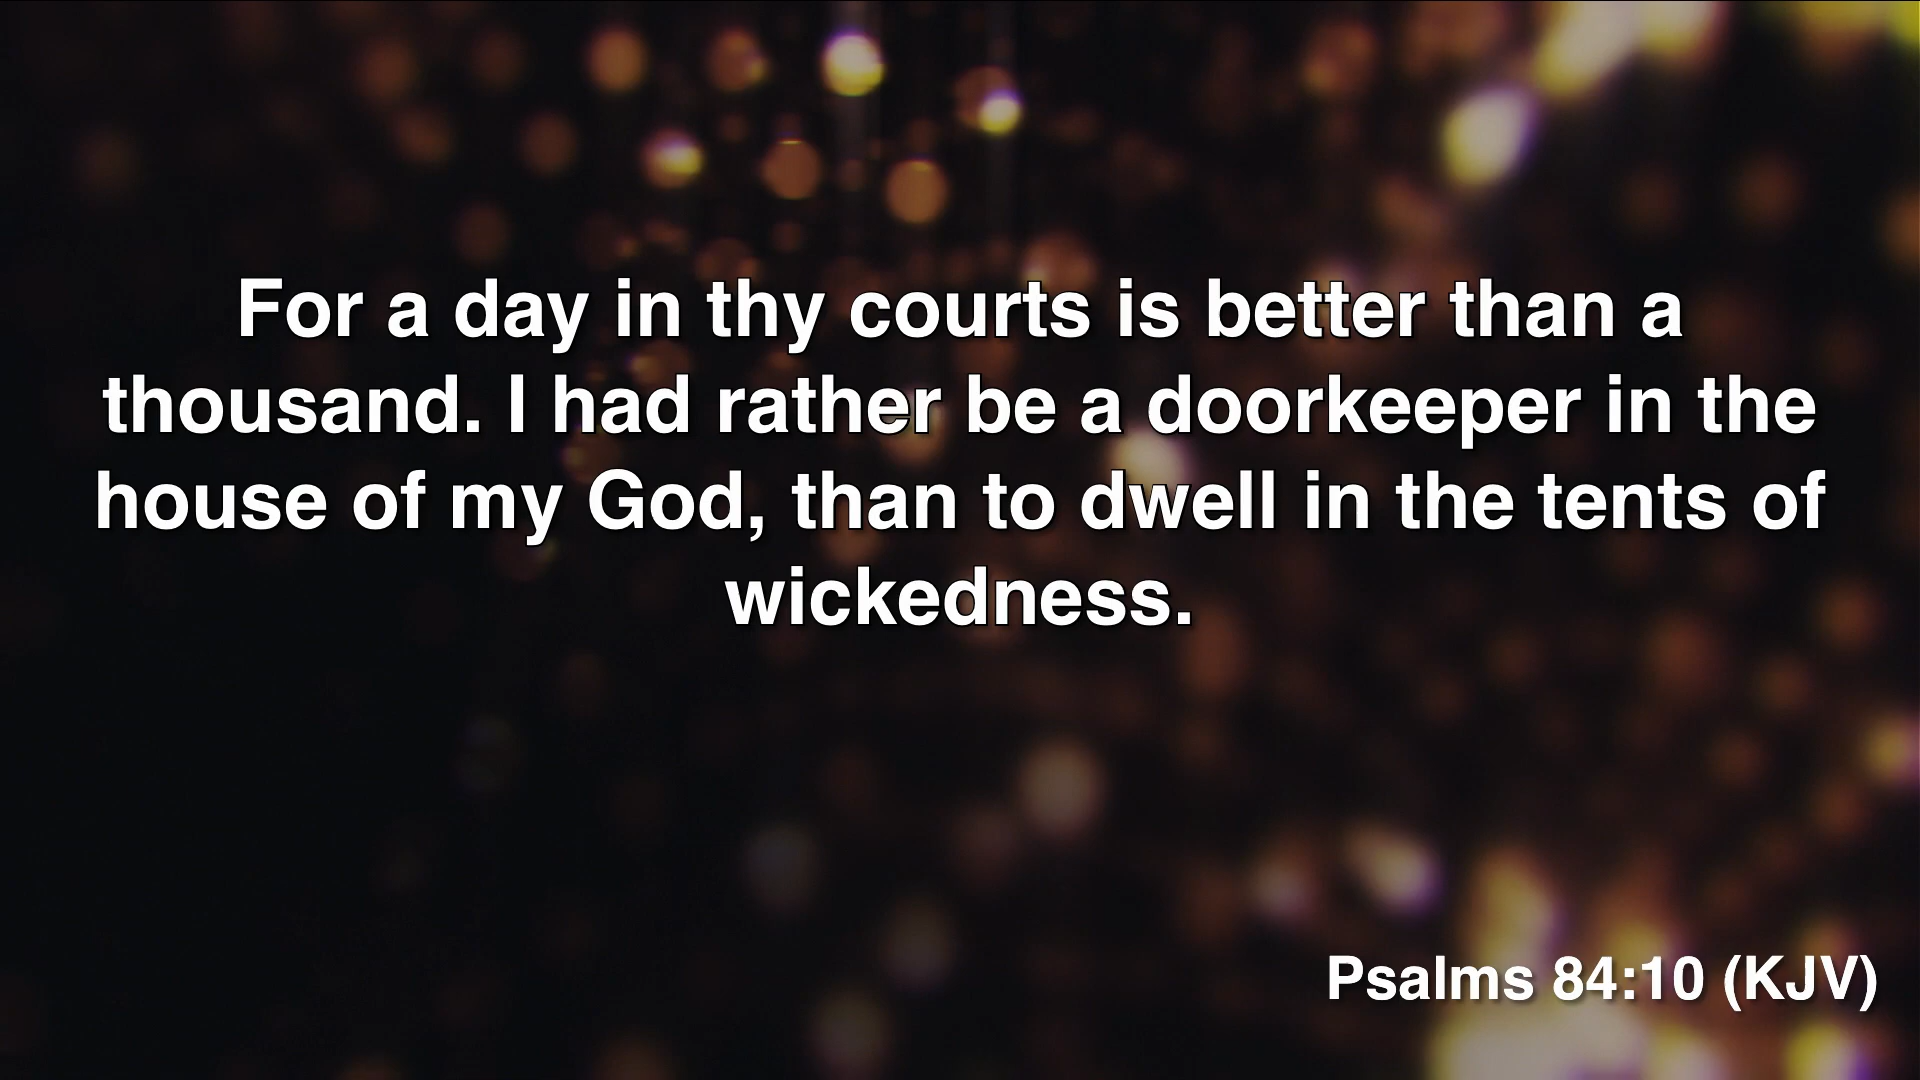 For a day in thy courts is better than a
thousand. I had rather be a doorkeeper in the
house of my God, than to dwell in the tents of
wickedness.
Psalms 84:10 (KJV)